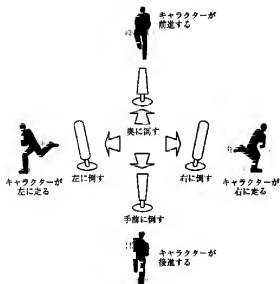 キャラクターが
前進する
奥に倒す
左に倒す
右に倒す
キャラクターが
左に走る
キャラクターが
右に走る
手前に倒す
キャラクターが
後進する